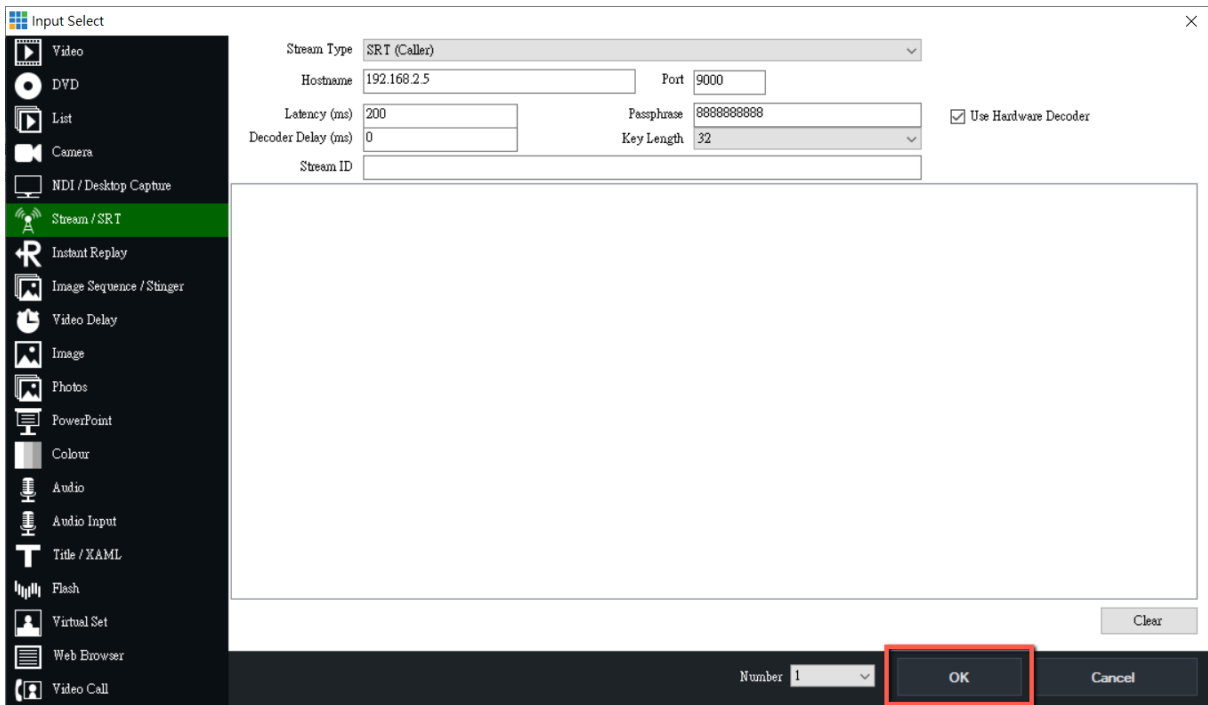 Input Select
Video
DVD
List
Camera
NDI / Desktop Capture
Stream / SRT
Instant Replay
Image Sequence / Stinger
Video Delay
Image
Photos
PowerPoint
Colour
Audio
Audio Input
Title / XAML
Flash
Virtual Set
Web Browser
Video Call
Stream Type SRT (Caller)
Hostname 192.168.2.5 Port 9000
Latency (ms) 200 Passphrase 8888888888 Use Hardware Decoder
Decoder Delay (ms) 0 Key Length 32
Stream ID
Clear
Number 1 OK Cancel